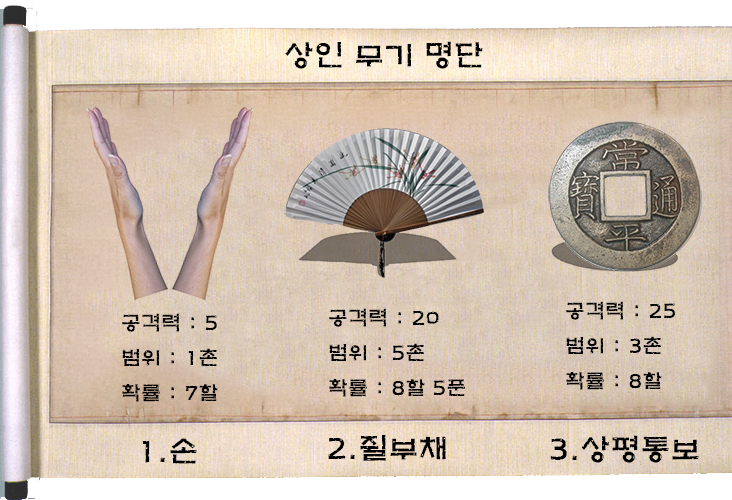 상인 무기 명단
常
寶 通
平
공격력 : 5
범위 : 1촌
확률 : 7할
공격력 : 20
범위 : 5촌
확률 : 8할 5푼
공격력 : 25
범위 : 3촌
확률 : 8할
1.손
2.쥘부채
3.상평통보